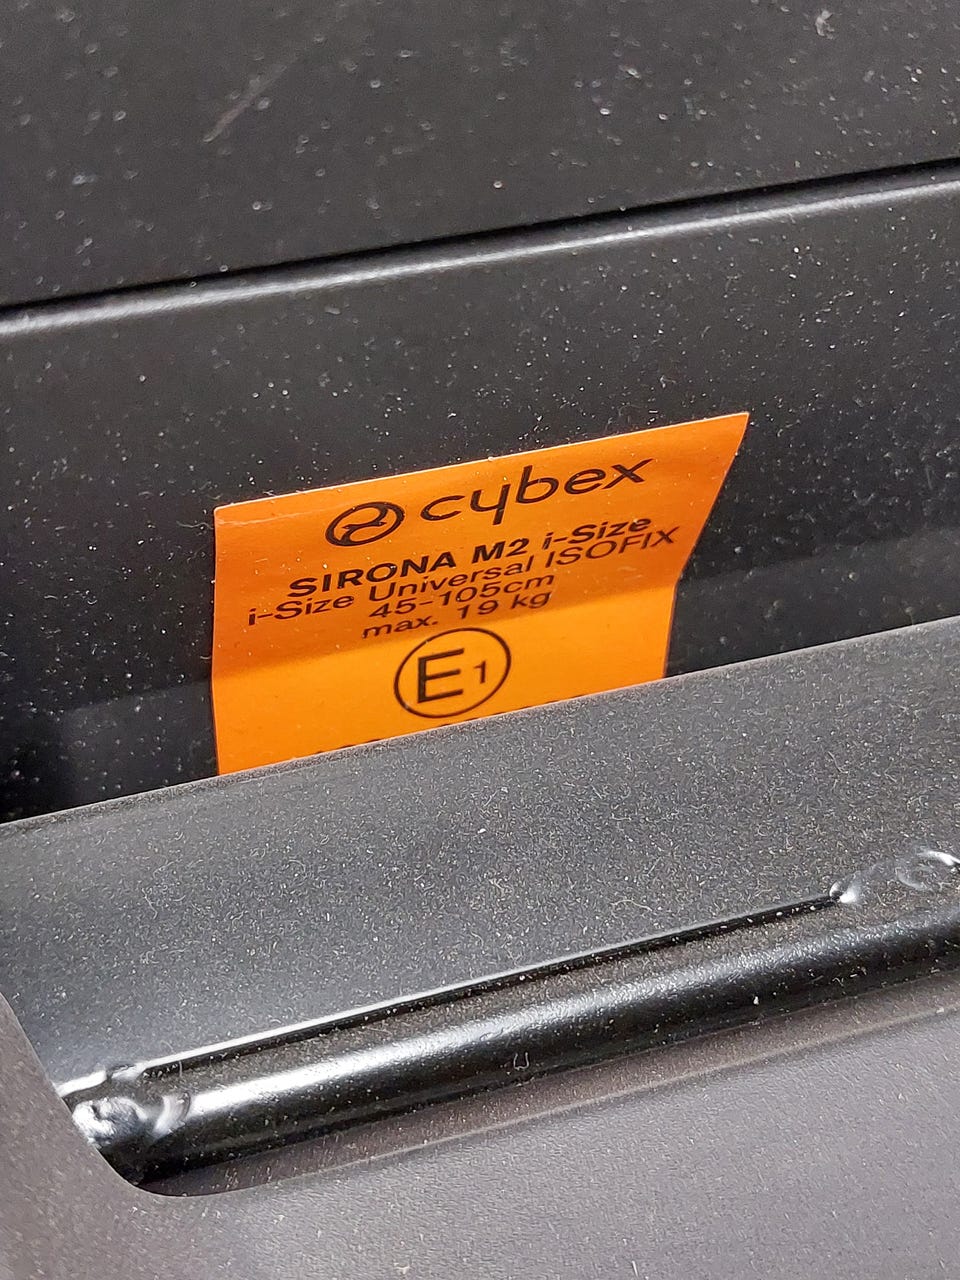 cybex
SIRONA M2 i-Size
i-Size Universal ISOFIX
45-105cm
max. 19 kg
E1